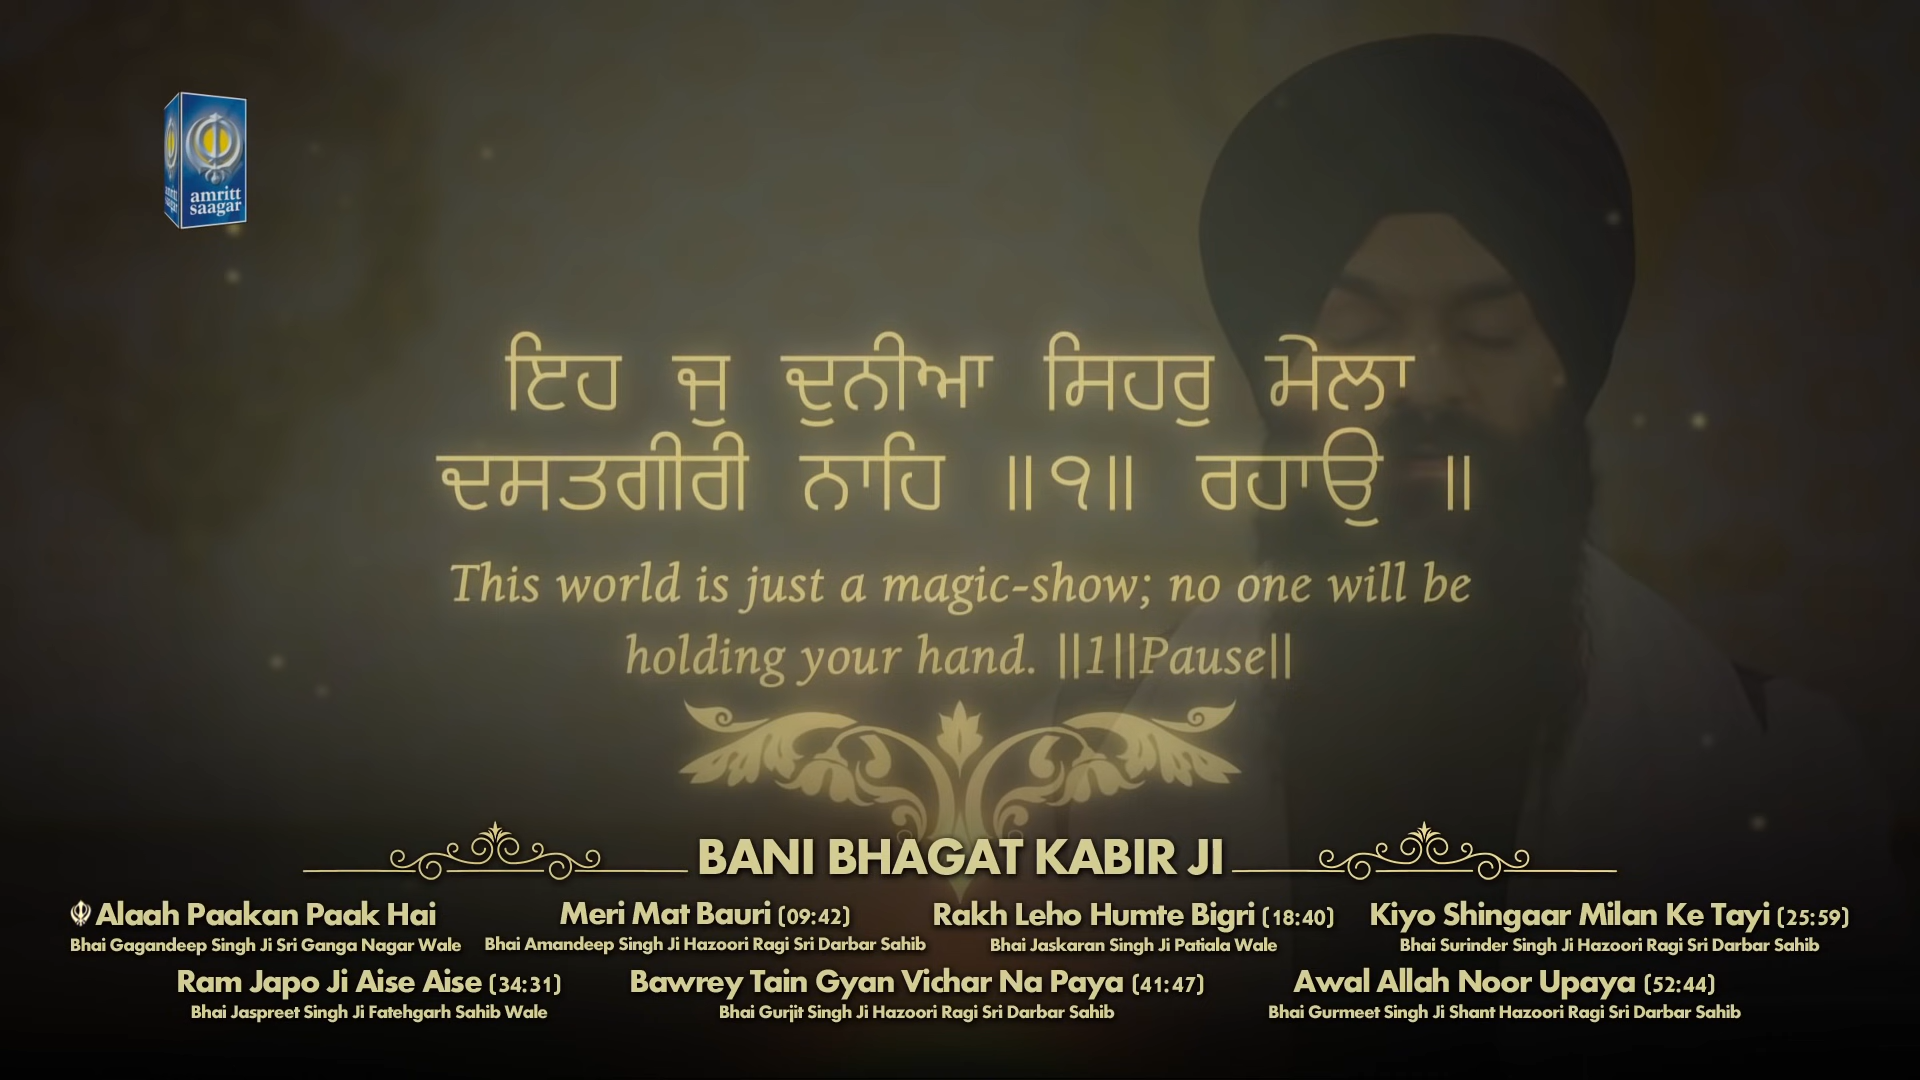 amritt
saagar
ਇਹ ਜੁ ਦੁਨੀਆ ਸਿਹਰੁ ਮੇਲਾ
ਦਸਤਗੀਰੀ ਨਾਹਿ ॥੧॥ ਰਹਾਉ ॥
This world is just a magic-show; no one will be
holding your hand. ||1||Pause||
BANI BHAGAT KABIR JI
Alaah Paakan Paak Hai
Bhai Gagandeep Singh Ji Sri Ganga Nagar Wale
Meri Mat Bauri (09:42)
Bhai Amandeep Singh Ji Hazoori Ragi Sri Darbar Sahib
Rakh Leho Humte Bigri (18:40)
Bhai Jaskaran Singh Ji Patiala Wale
Kiyo Shingaar Milan Ke Tayi (25:59)
Bhai Surinder Singh Ji Hazoori Ragi Sri Darbar Sahib
Ram Japo Ji Aise Aise (34:31)
Bhai Jaspreet Singh Ji Fatehgarh Sahib Wale
Bawrey Tain Gyan Vichar Na Paya (41:47)
Bhai Gurjit Singh Ji Hazoori Ragi Sri Darbar Sahib
Awal Allah Noor Upaya (52:44)
Bhai Gurmeet Singh Ji Shant Hazoori Ragi Sri Darbar Sahib